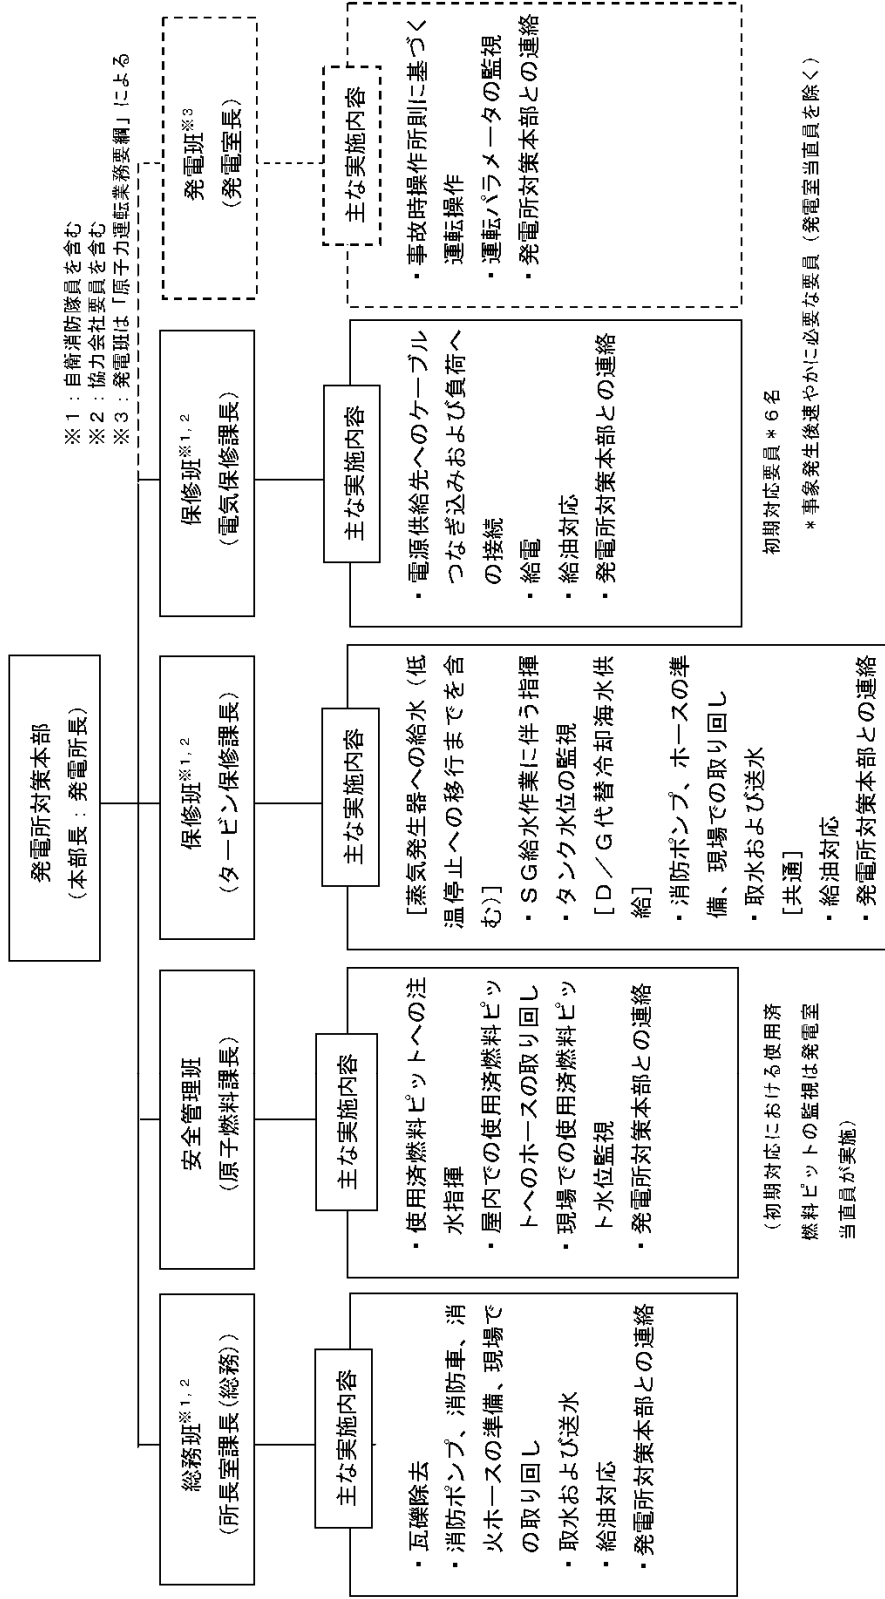 発電所対策本部
(本部長：発電所長)
※1：自衛消防隊員を含む
※2：協力会社要員を含む
※3：発電班は「原子力運転業務要綱」による
総務班※1, 2
(所長室課長(総務))
主な実施内容
・瓦礫除去
・消防ポンプ、消防車、消
火ホースの準備、現場で
の取り回し
・取水および送水
・給油対応
・発電所対策本部との連絡
安全管理班
(原子燃料課長)
主な実施内容
・使用済燃料ピットへの注
水指揮
・屋内での使用済燃料ピッ
トへのホースの取り回し
・現場での使用済燃料ピッ
ト水位監視
・発電所対策本部との連絡
(初期対応における使用済
燃料ピットの監視は発電室
当直員が実施)
保修班※1, 2
(タービン保修課長)
主な実施内容
[蒸気発生器への給水（低
温停止への移行までを含
む）]
・ＳＧ給水作業に伴う指揮
・タンク水位の監視
[Ｄ／Ｇ代替冷却海水供
給]
・消防ポンプ、ホースの準
備、現場での取り回し
・取水および送水
[共通]
・給油対応
・発電所対策本部との連絡
保修班※1, 2
(電気保修課長)
主な実施内容
・電源供給先へのケーブル
つなぎ込みおよび負荷へ
の接続
・給電
・給油対応
・発電所対策本部との連絡
初期対応要員＊６名
＊事象発生後速やかに必要な要員（発電室当直員を除く）
発電班※3
(発電室長)
主な実施内容
・事故時操作所則に基づく
運転操作
・運転パラメータの監視
・発電所対策本部との連絡